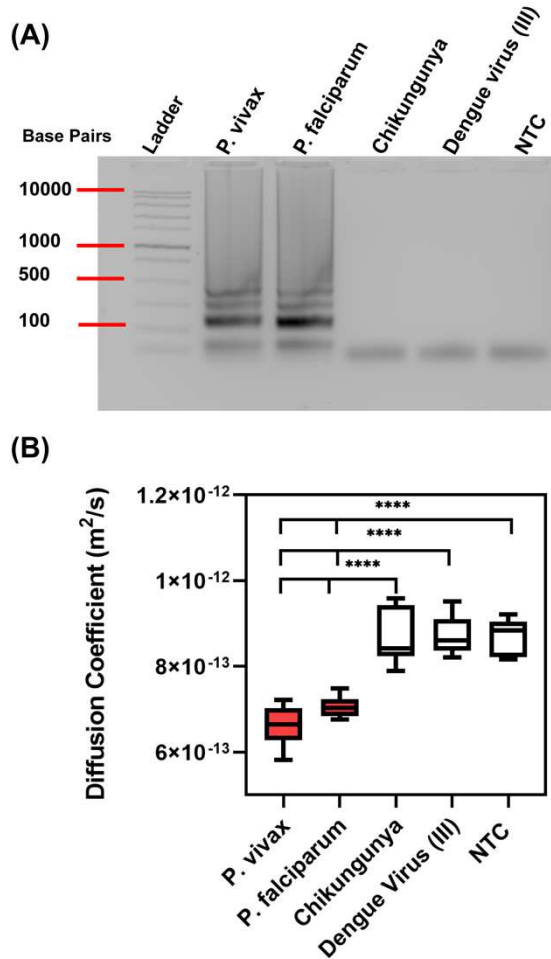 (A)
Base Pairs
Ladder
P. vivax
P. falciparum
Chikungunya
Dengue virus (III)
NTC
10000
1000
500
100
(B)
Diffusion Coefficient (m²/s)
1.2×10⁻¹²
1×10⁻¹²
8×10⁻¹³
6×10⁻¹³
****
****
****
P. vivax
P. falciparum
Chikungunya
Dengue Virus (III)
NTC